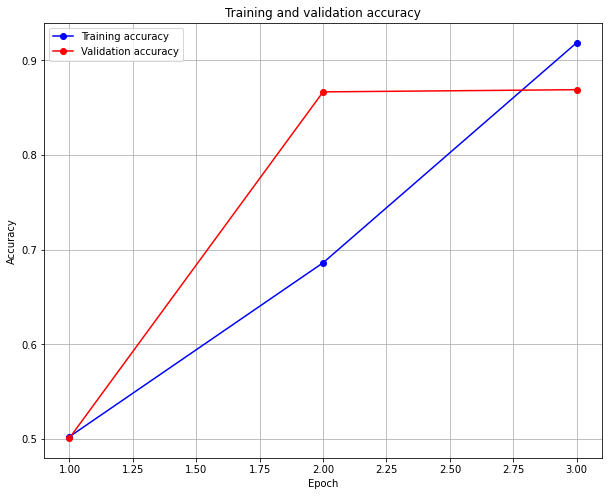 Training and validation accuracy
Training accuracy
Validation accuracy
0.9
0.8
0.7
0.6
0.5
Accuracy
1.00 1.25 1.50 1.75 2.00 2.25 2.50 2.75 3.00
Epoch